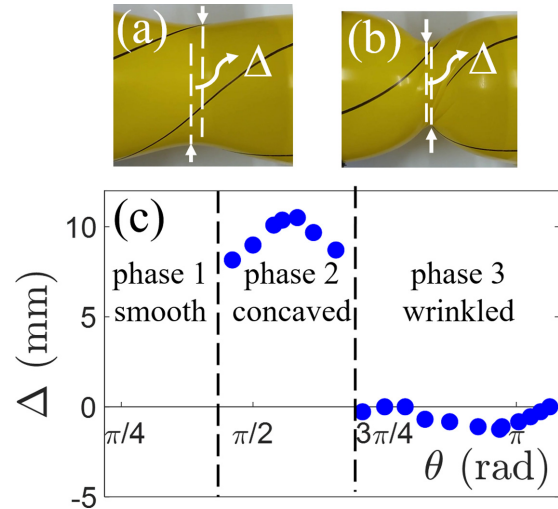 (a)
Δ
(b)
Δ
(c)
10
5
0
-5
Δ (mm)
phase 1
smooth
phase 2
concaved
phase 3
wrinkled
π/4
π/2
3π/4
π
θ (rad)